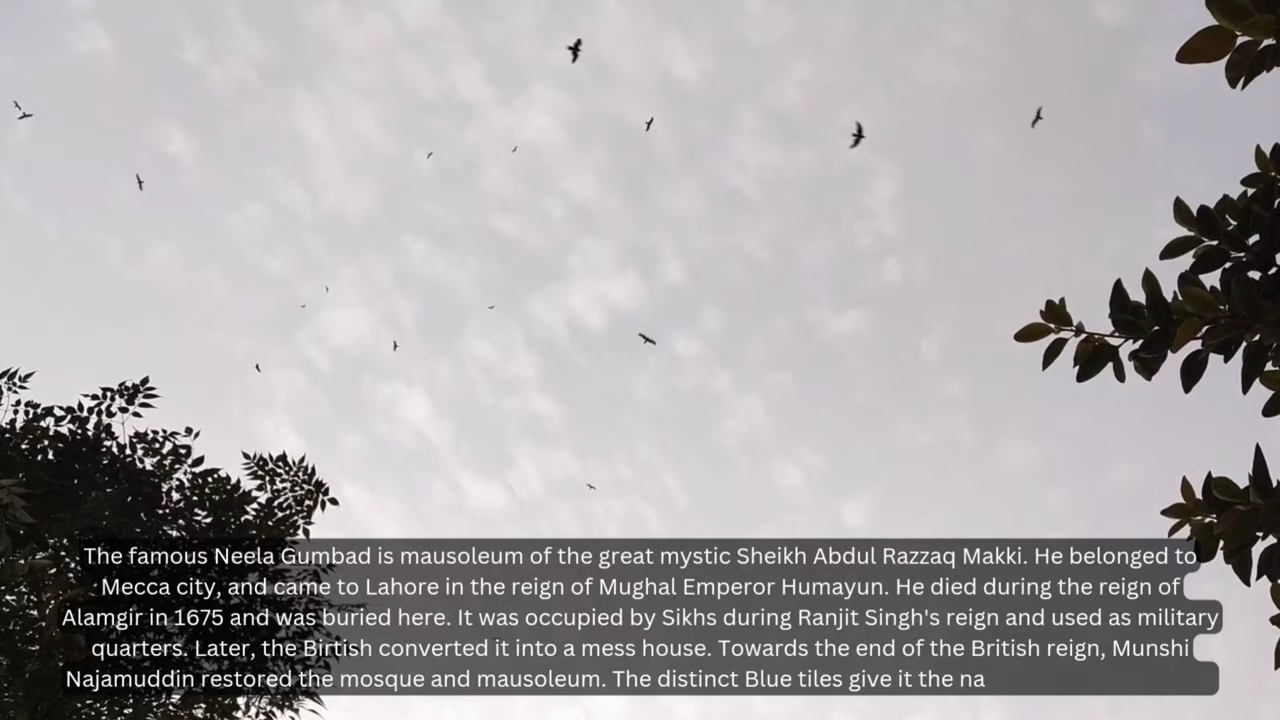 The famous Neela Gumbad is mausoleum of the great mystic Sheikh Abdul Razzaq Makki. He belonged to
Mecca city, and came to Lahore in the reign of Mughal Emperor Humayun. He died during the reign of
Alamgir in 1675 and was buried here. It was occupied by Sikhs during Ranjit Singh's reign and used as military
quarters. Later, the Birtish converted it into a mess house. Towards the end of the British reign, Munshi
Najamuddin restored the mosque and mausoleum. The distinct Blue tiles give it the na